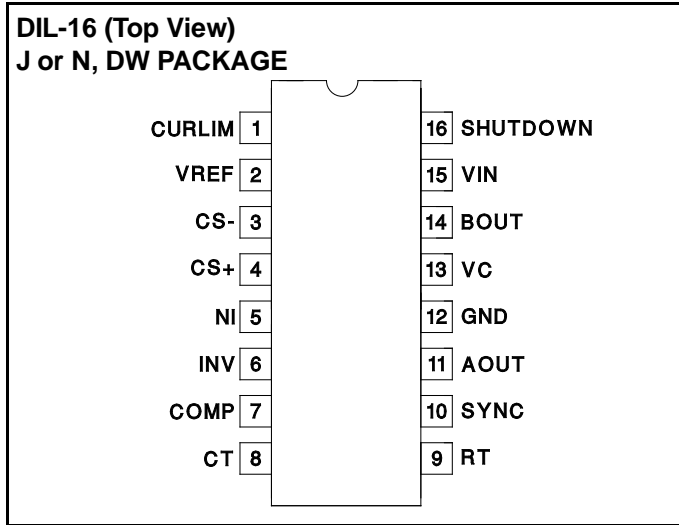 DIL-16 (Top View)
J or N, DW PACKAGE
CURLIM 1 16 SHUTDOWN
VREF 2 15 VIN
CS- 3 14 BOUT
CS+ 4 13 VC
NI 5 12 GND
INV 6 11 AOUT
COMP 7 10 SYNC
CT 8 9 RT